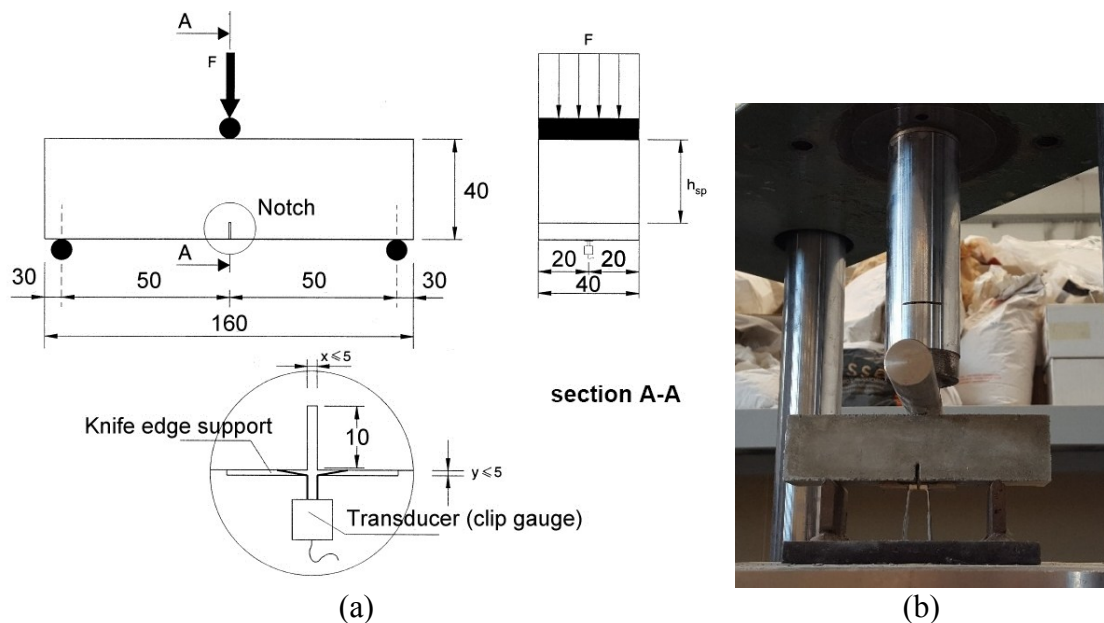 A
F
F
40
h_sp
Notch
A
30 50 50 30
160
20 20
40
x ≤ 5
section A-A
Knife edge support
10
y ≤ 5
Transducer (clip gauge)
(a) (b)